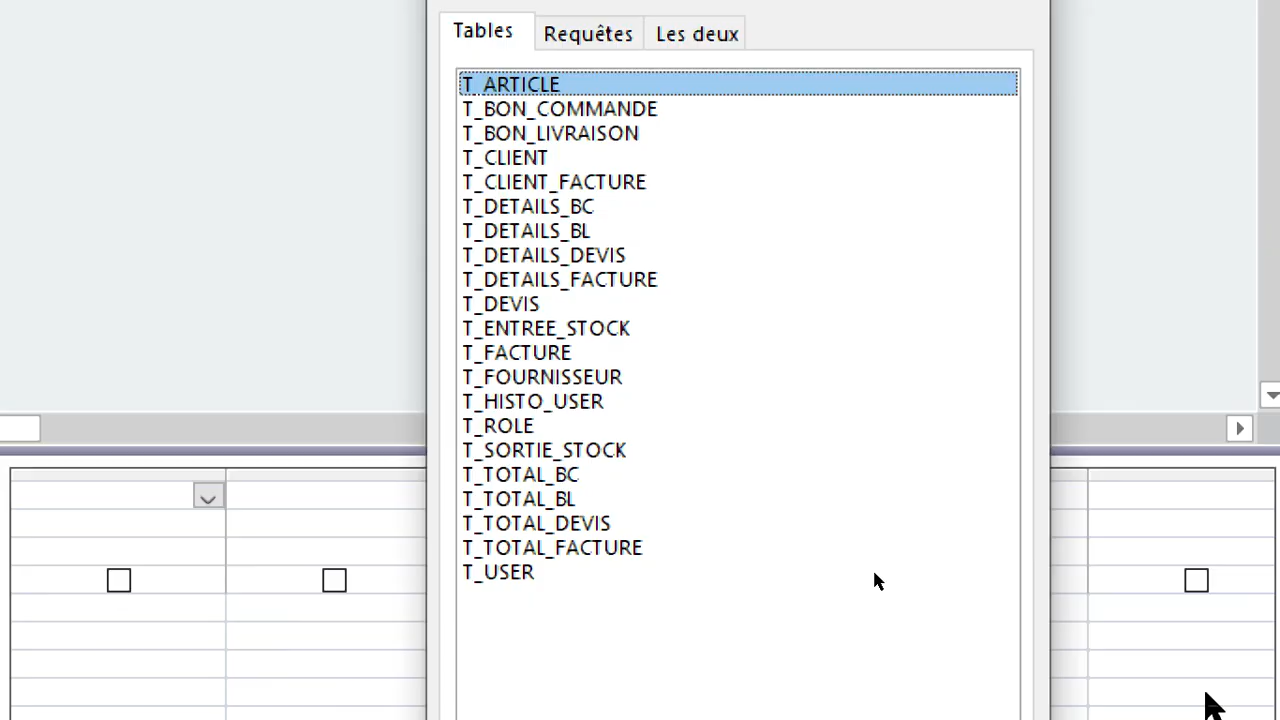 Tables
Requêtes
Les deux
T_ARTICLE
T_BON_COMMANDE
T_BON_LIVRAISON
T_CLIENT
T_CLIENT_FACTURE
T_DETAILS_BC
T_DETAILS_BL
T_DETAILS_DEVIS
T_DETAILS_FACTURE
T_DEVIS
T_ENTREE_STOCK
T_FACTURE
T_FOURNISSEUR
T_HISTO_USER
T_ROLE
T_SORTIE_STOCK
T_TOTAL_BC
T_TOTAL_BL
T_TOTAL_DEVIS
T_TOTAL_FACTURE
T_USER